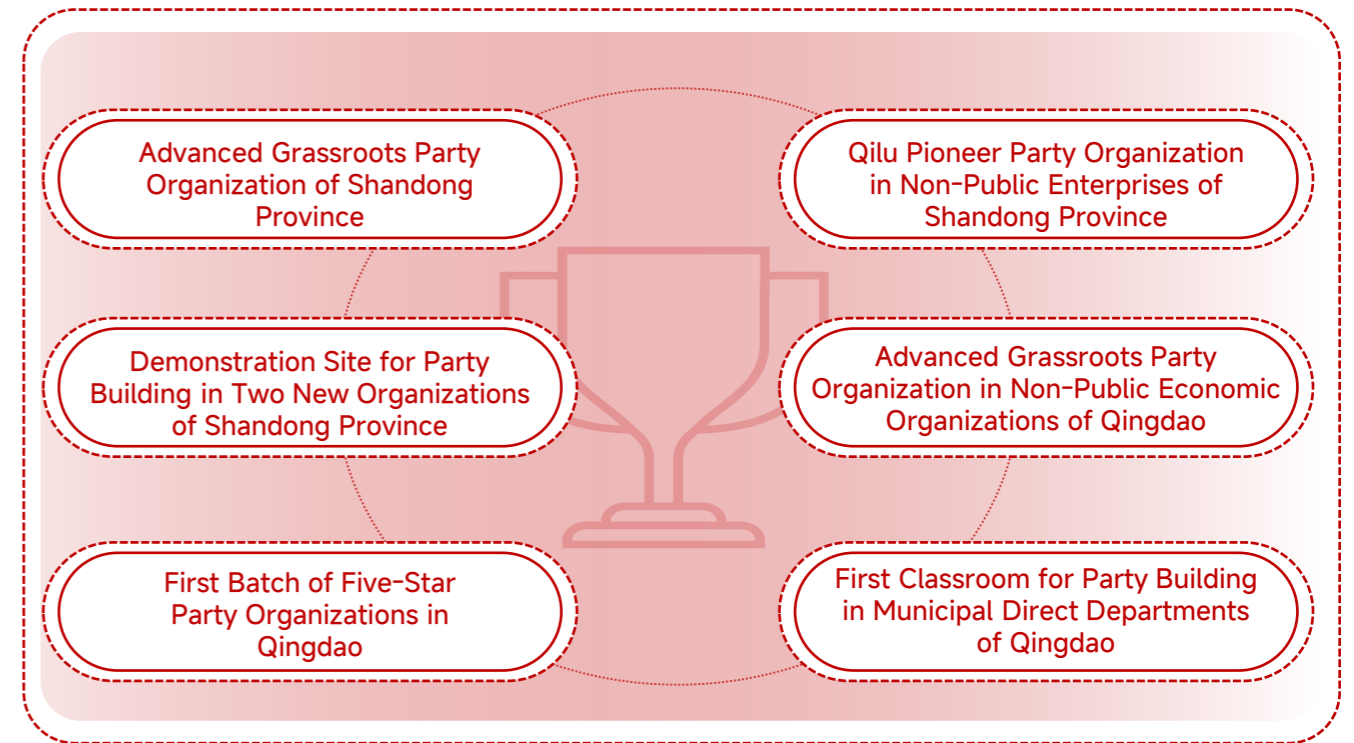 Advanced Grassroots Party
Organization of Shandong
Province
Qilu Pioneer Party Organization
in Non-Public Enterprises of
Shandong Province
Demonstration Site for Party
Building in Two New Organizations
of Shandong Province
Advanced Grassroots Party
Organization in Non-Public Economic
Organizations of Qingdao
First Batch of Five-Star
Party Organizations in
Qingdao
First Classroom for Party Building
in Municipal Direct Departments
of Qingdao